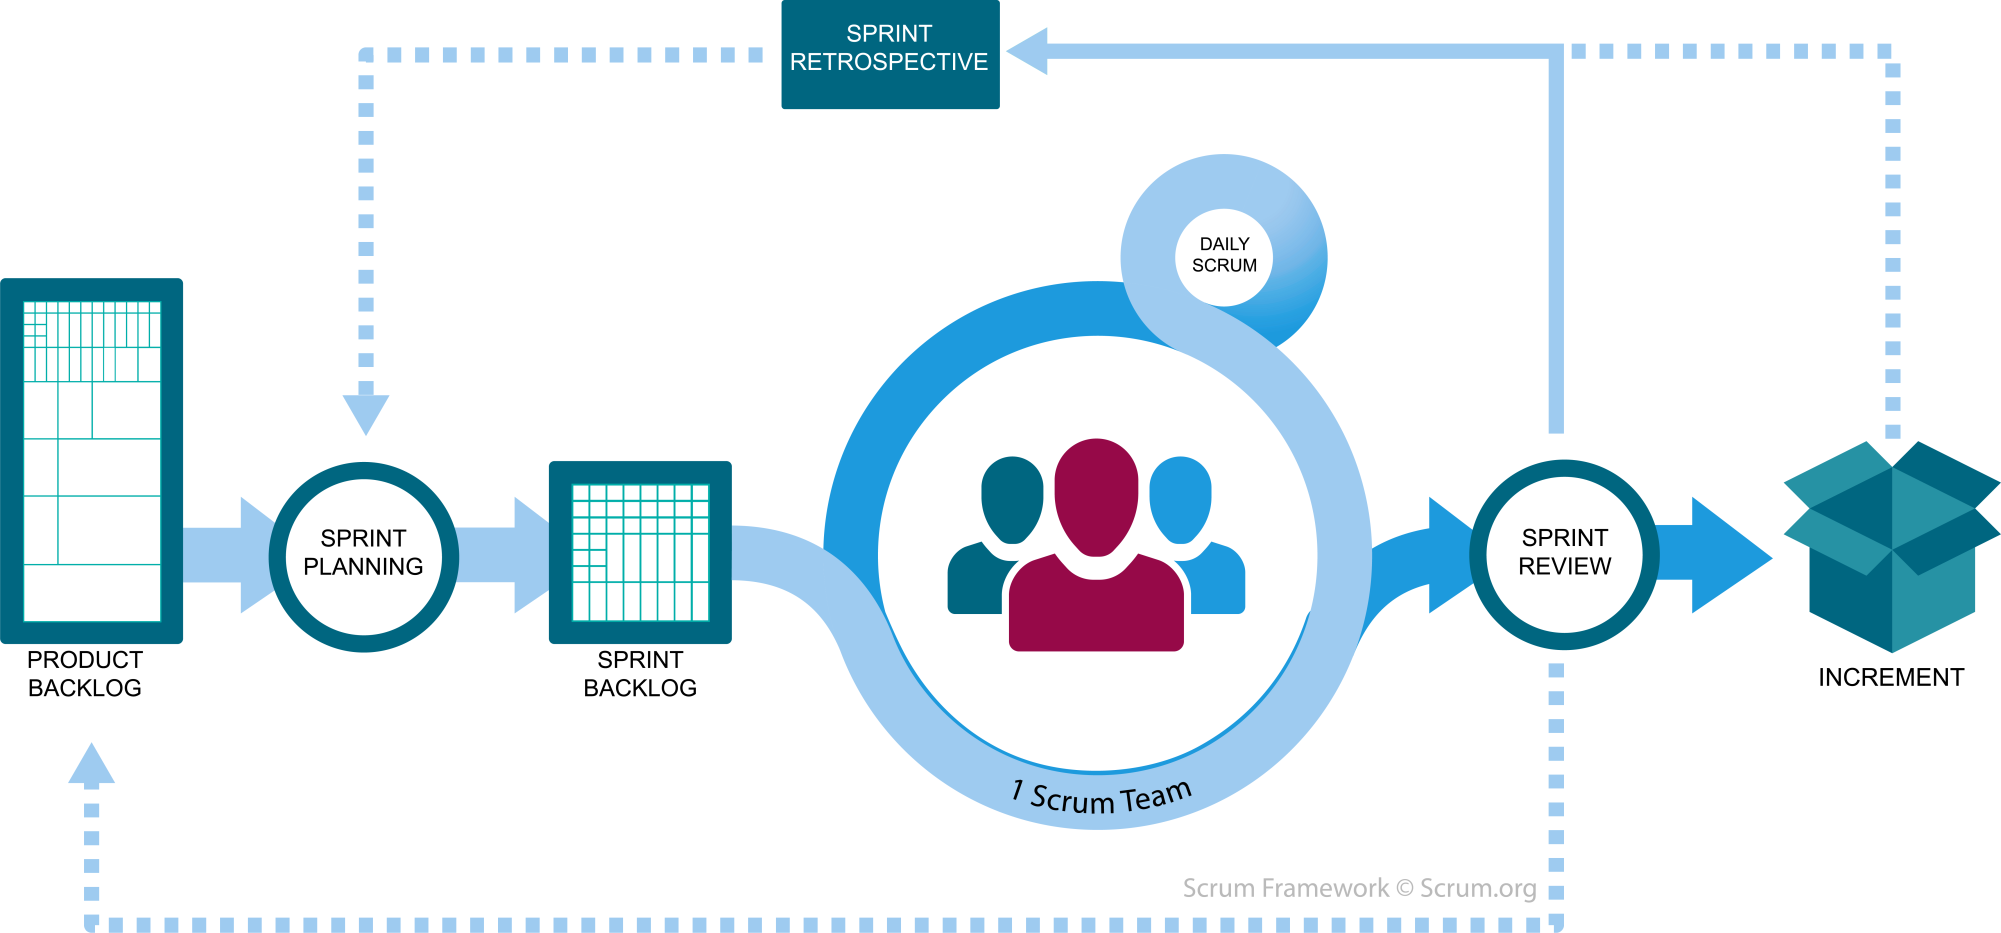 SPRINT
RETROSPECTIVE
DAILY
SCRUM
SPRINT
PLANNING
SPRINT
REVIEW
PRODUCT
BACKLOG
SPRINT
BACKLOG
INCREMENT
1 Scrum Team
Scrum Framework © Scrum.org